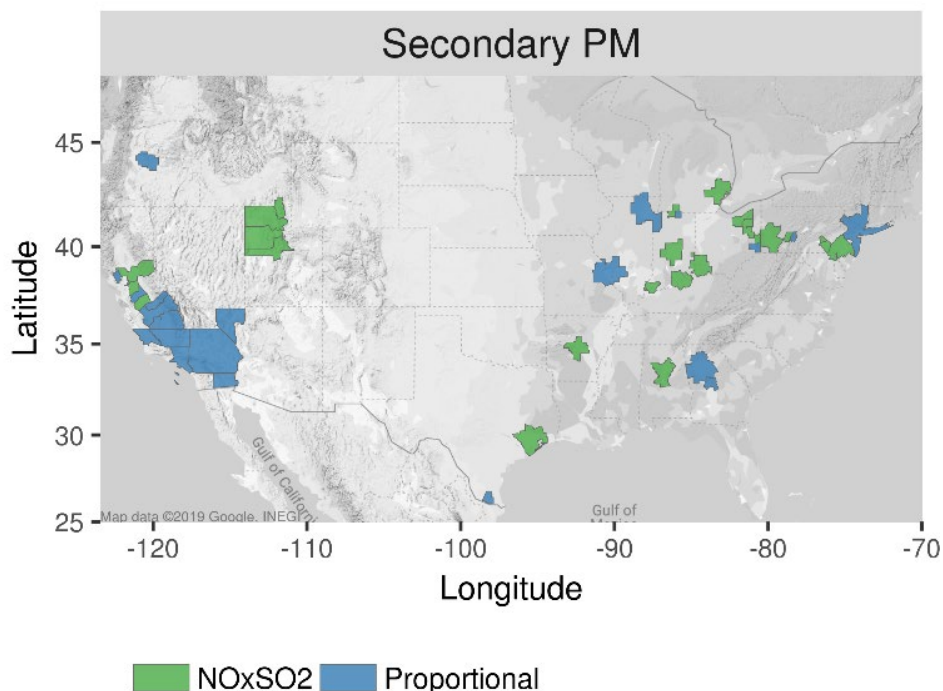 Secondary PM
45
40
35
30
25
Latitude
Gulf of California
Gulf of
Map data ©2019 Google, INEGI
-120
-110
-100
-90
-80
-70
Longitude
NOxSO2
Proportional